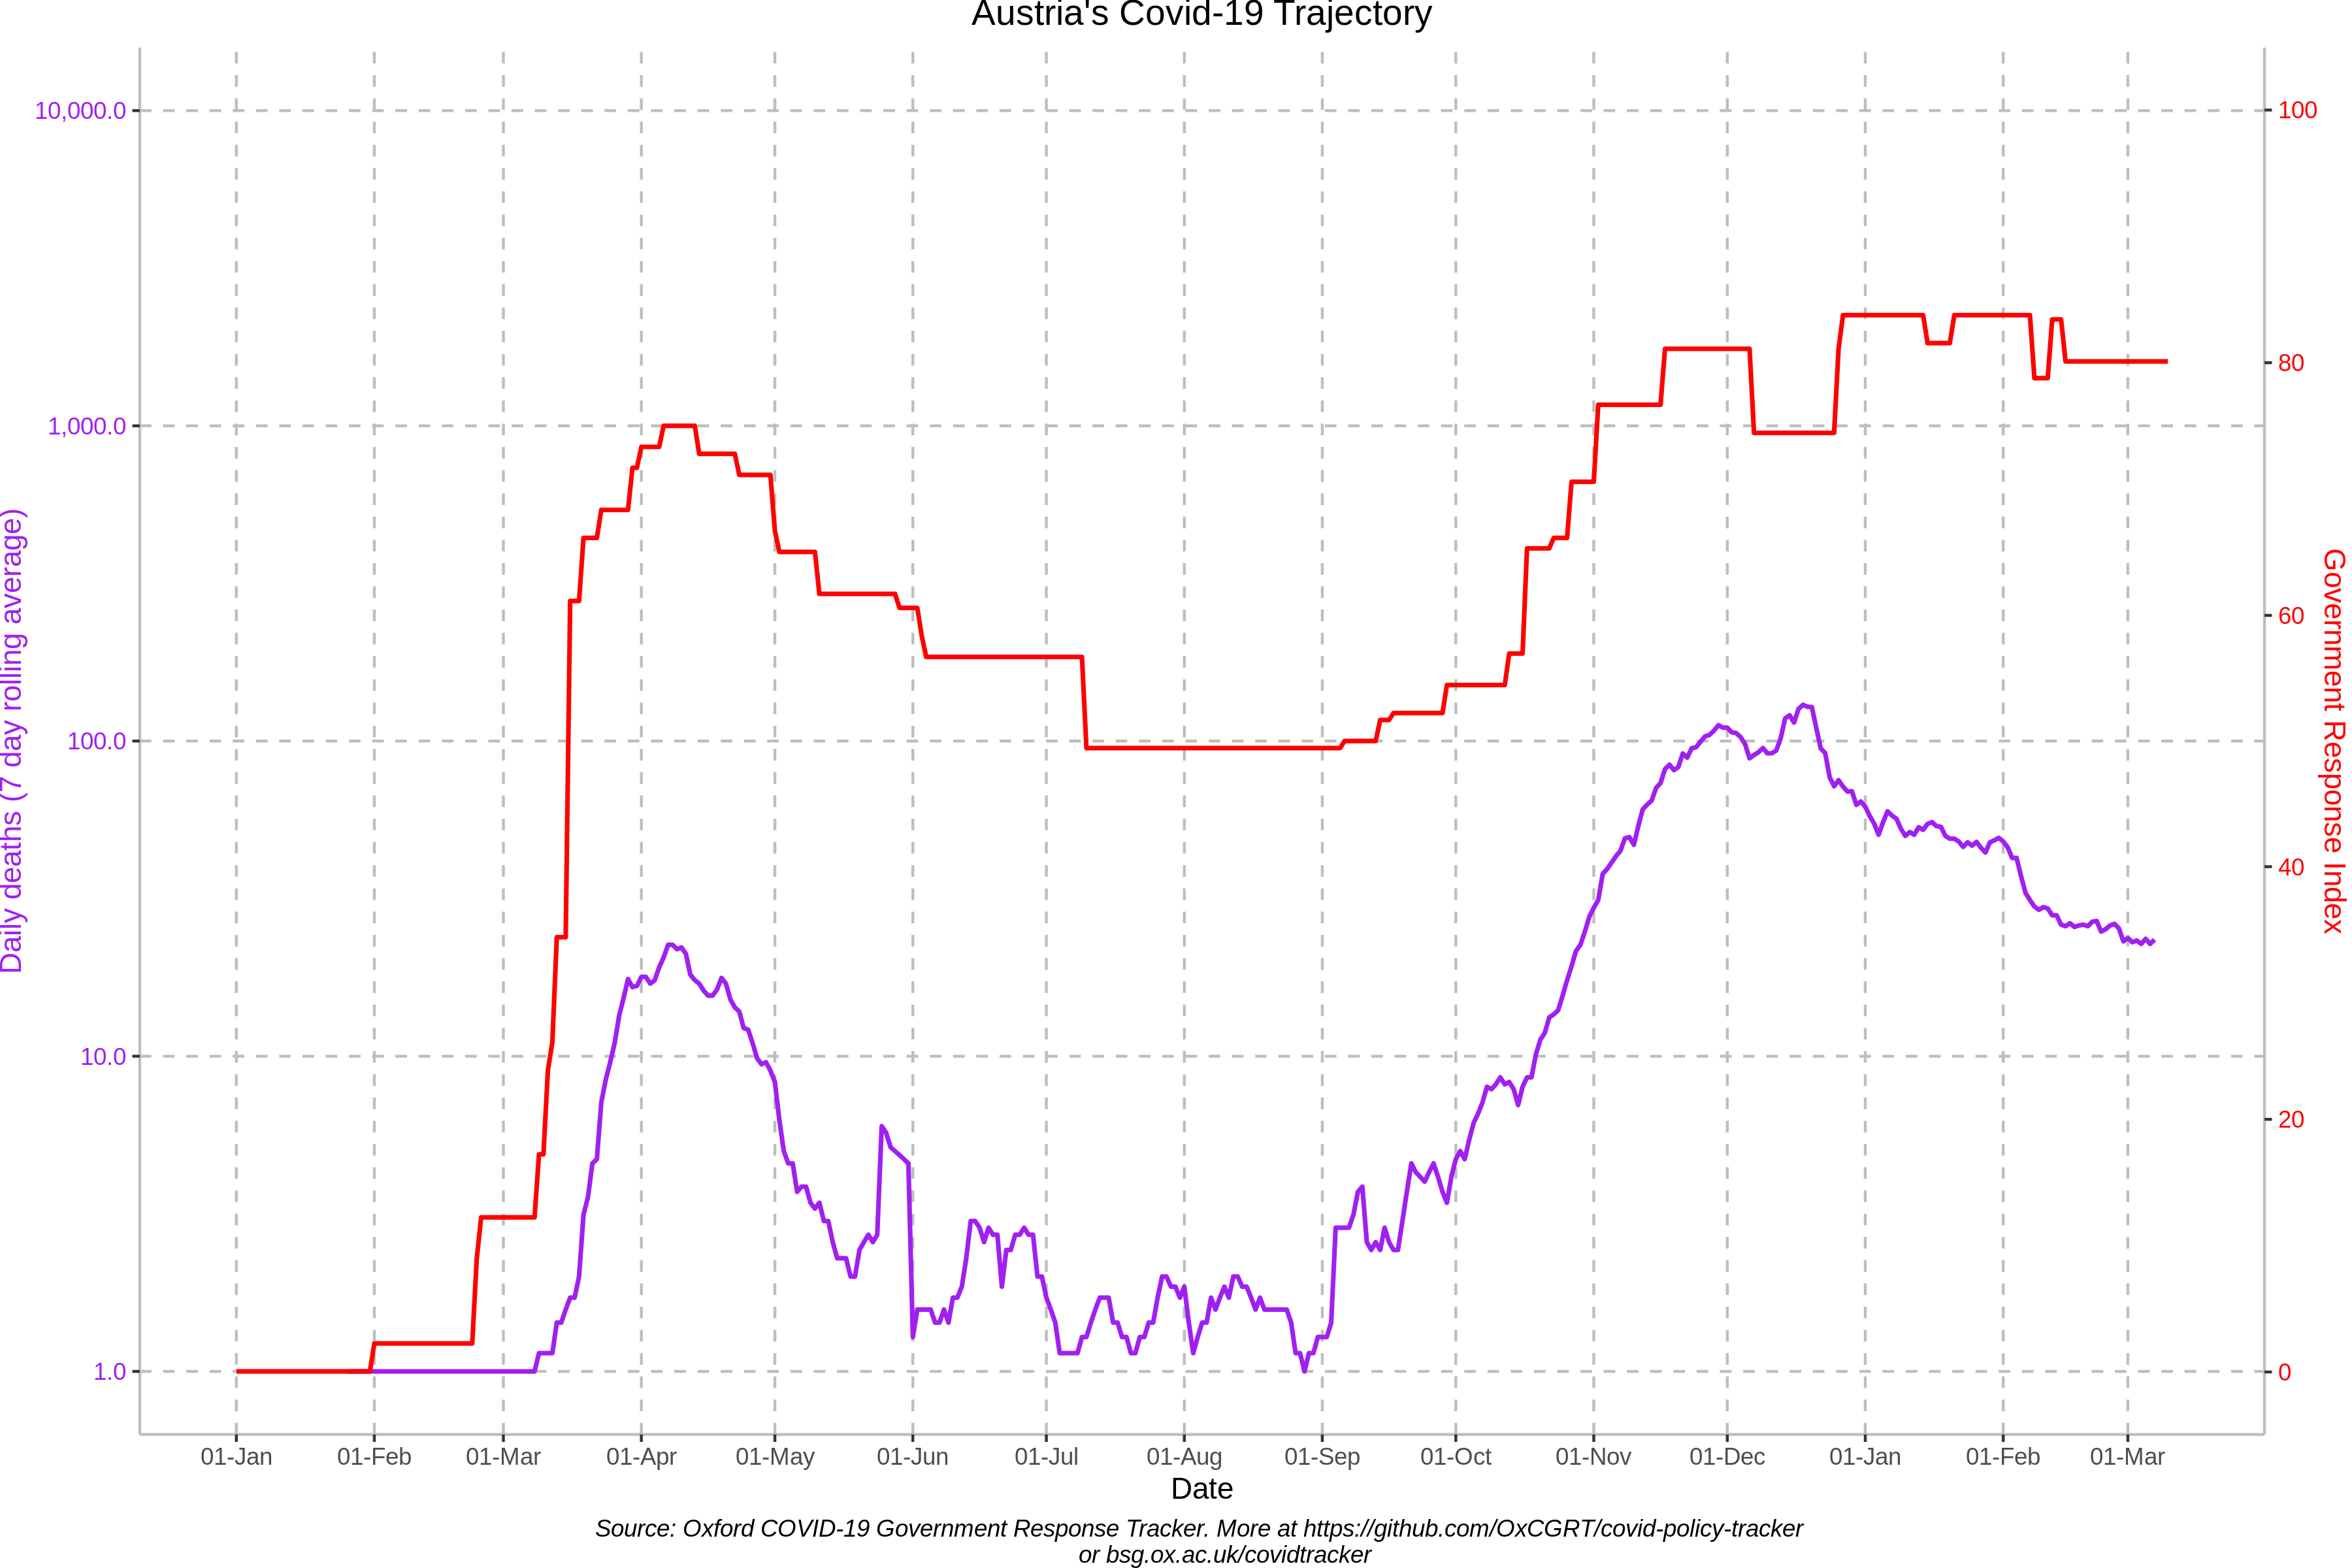 Austria's Covid-19 Trajectory
10,000.0
1,000.0
100.0
10.0
1.0
Daily deaths (7 day rolling average)
100
80
60
40
20
0
Government Response Index
01-Jan 01-Feb 01-Mar 01-Apr 01-May 01-Jun 01-Jul 01-Aug 01-Sep 01-Oct 01-Nov 01-Dec 01-Jan 01-Feb 01-Mar
Date
Source: Oxford COVID-19 Government Response Tracker. More at https://github.com/OxCGRT/covid-policy-tracker
or bsg.ox.ac.uk/covidtracker